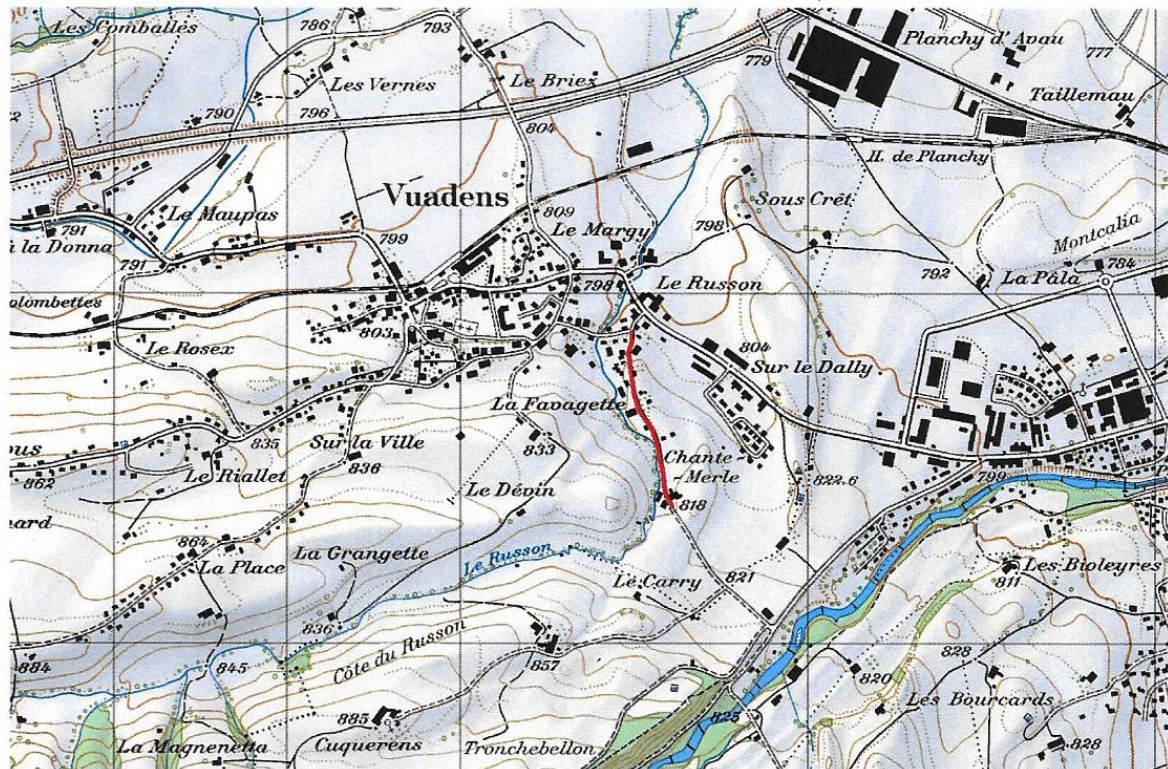 Les Comballes
786
793
Planchy d'Avau
777
Les Vernes
Le Briez
779
Taillemau
790
796
804
H. de Planchy
Vuadens
Sous Crêt
Le Maupas
809
791
à la Donna
799
Le Margy
798
Montcalia
791
792
784
La Pâla
798
Le Russon
olombettes
803
Le Rosex
804
Sur le Dally
La Favagette
ous
835
Sur la Ville
833
Chante-
Merle
799
862
Le Riallet
836
822.6
Le Dévin
818
864
La Grangette
La Place
Le Russon
Le Carry
821
Les Bioleyres
811
836
Côte du Russon
884
845
857
828
820
Les Bourcards
885
825
La Magnenetta
Cuquerens
Tronchebellon
828